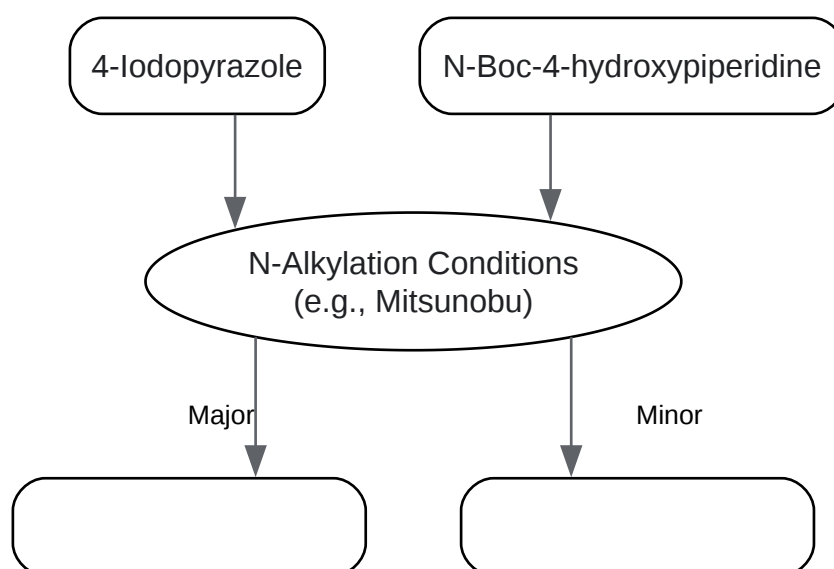 4-Iodopyrazole
N-Boc-4-hydroxypiperidine
N-Alkylation Conditions
(e.g., Mitsunobu)
Major
Minor